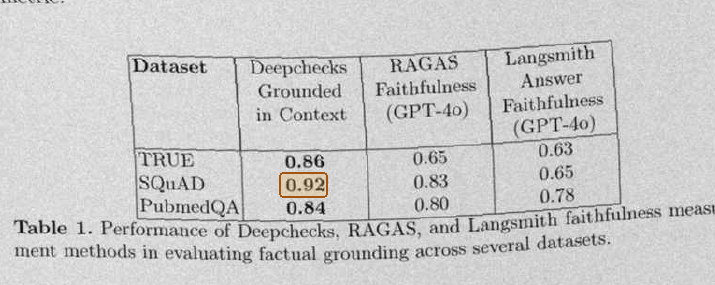 Dataset Deepchecks Grounded in Context RAGAS Faithfulness (GPT-4o) Langsmith Answer Faithfulness (GPT-4o)
TRUE 0.86 0.65 0.63
SQuAD 0.92 0.83 0.65
PubmedQA 0.84 0.80 0.78
Table 1. Performance of Deepchecks, RAGAS, and Langsmith faithfulness
ment methods in evaluating factual grounding across several datasets.